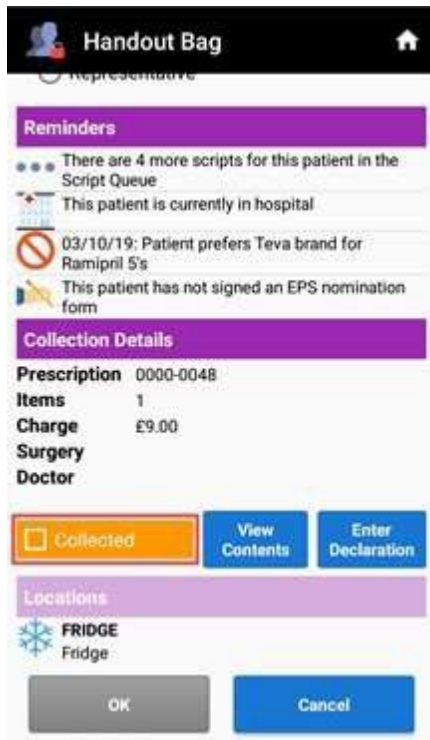 Handout Bag
Representative
Reminders
There are 4 more scripts for this patient in the
Script Queue
This patient is currently in hospital
03/10/19: Patient prefers Teva brand for
Ramipril 5's
This patient has not signed an EPS nomination
form
Collection Details
Prescription 0000-0048
Items 1
Charge £9.00
Surgery
Doctor
Collected
View
Contents
Enter
Declaration
Locations
FRIDGE
Fridge
OK
Cancel